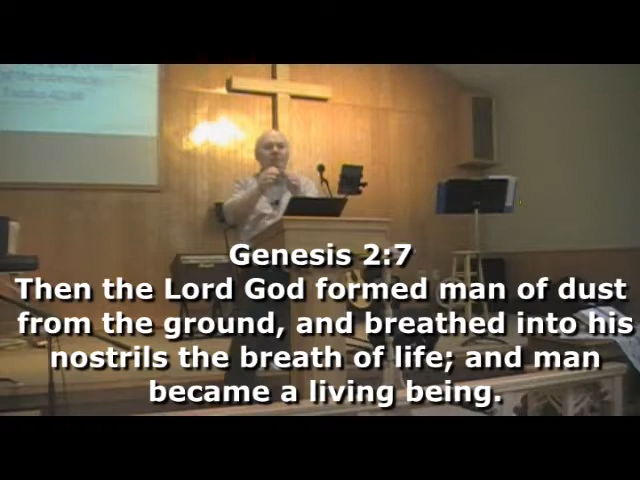 Genesis 2:7
Then the Lord God formed man of dust
from the ground, and breathed into his
nostrils the breath of life; and man
became a living being.